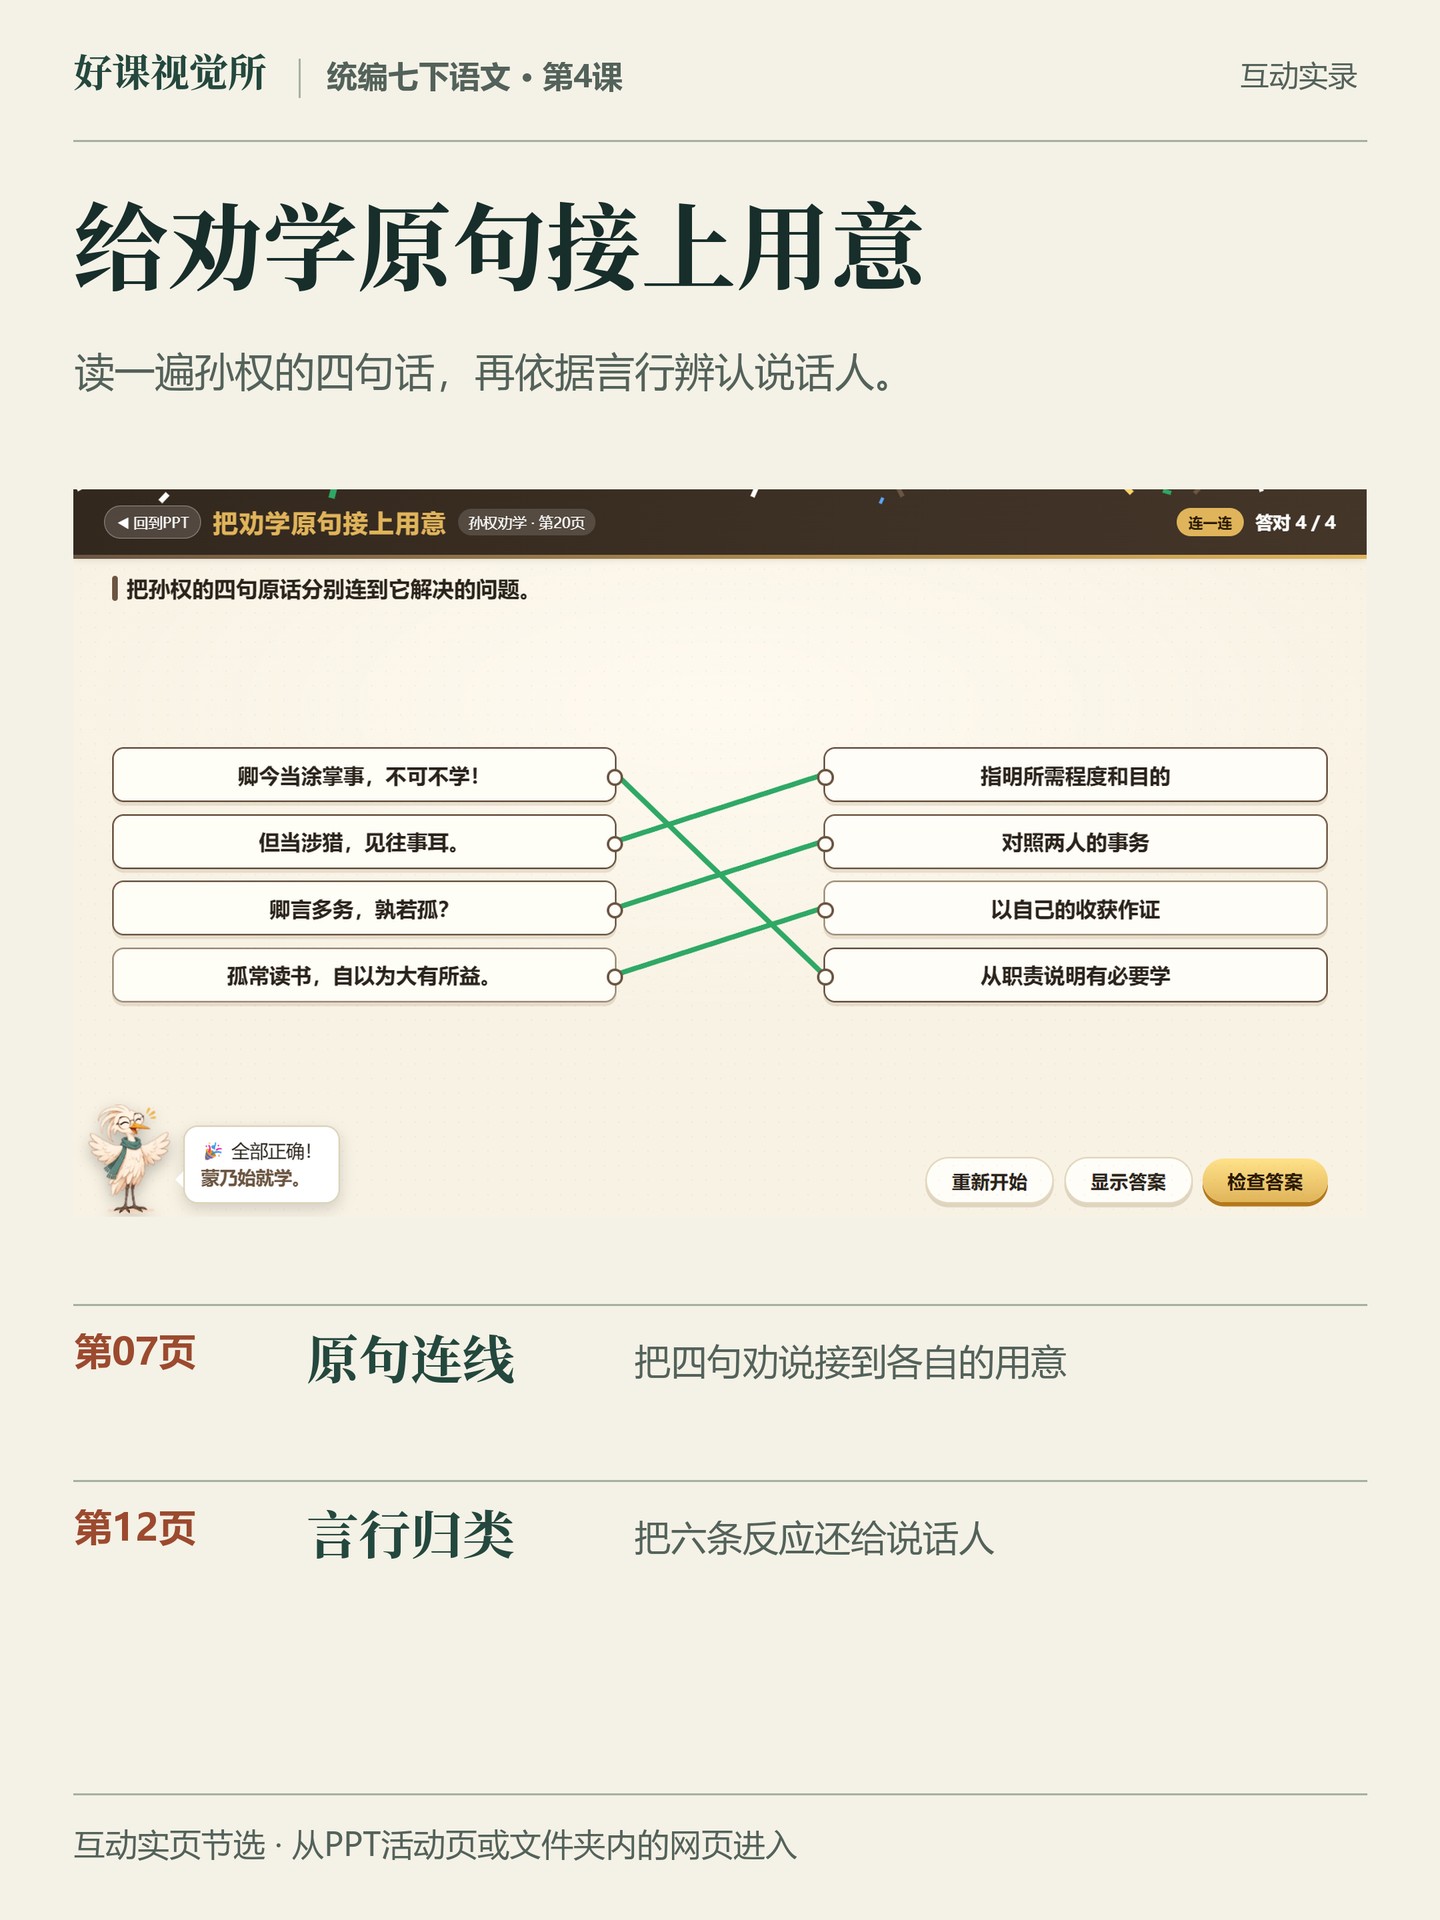 好课视觉所
统编七下语文·第4课
互动实录
给劝学原句接上用意
读一遍孙权的四句话，再依据言行辨认说话人。
◀回到PPT
把劝学原句接上用意
孙权劝学·第20页
连一连
答对 4 / 4
把孙权的四句原话分别连到它解决的问题。
卿今当涂掌事，不可不学！
指明所需程度和目的
但当涉猎，见往事耳。
对照两人的事务
卿言多务，孰若孤？
以自己的收获作证
孤常读书，自以为大有所益。
从职责说明有必要学
🎉 全部正确！
蒙乃始就学。
重新开始
显示答案
检查答案
第07页
原句连线
把四句劝说接到各自的用意
第12页
言行归类
把六条反应还给说话人
互动实页节选·从PPT活动页或文件夹内的网页进入